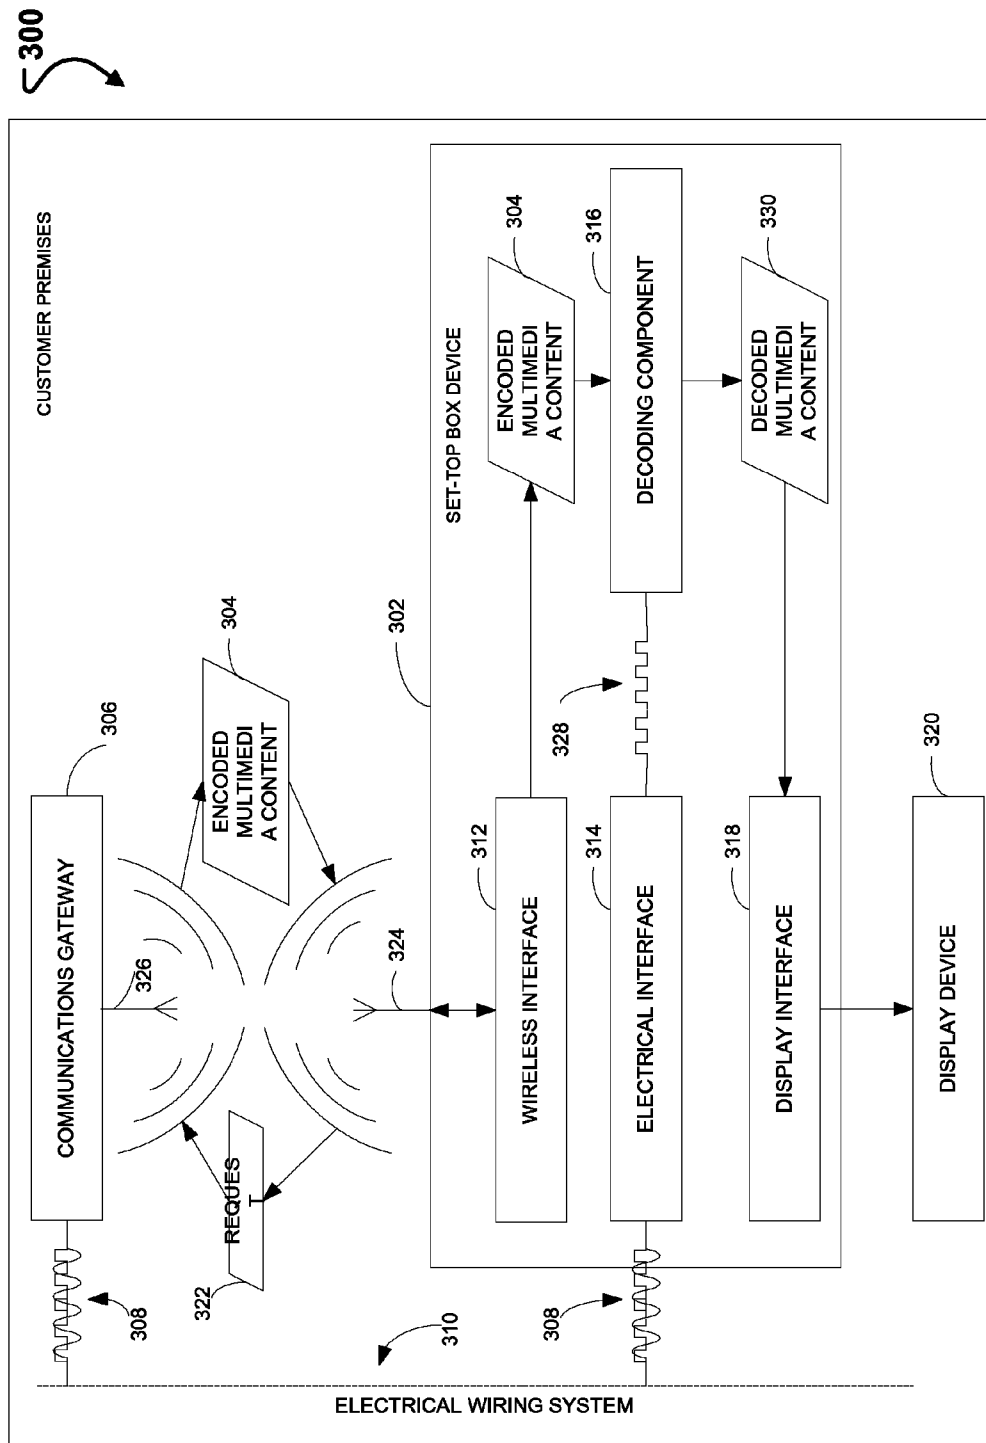 300
CUSTOMER PREMISES
COMMUNICATIONS GATEWAY
306
326
308
ENCODED
MULTIMEDI
A CONTENT
304
REQUES
T
322
324
310
ELECTRICAL WIRING SYSTEM
302
SET-TOP BOX DEVICE
WIRELESS INTERFACE
312
ENCODED
MULTIMEDI
A CONTENT
304
308
ELECTRICAL INTERFACE
314
328
DECODING COMPONENT
316
DISPLAY INTERFACE
318
DECODED
MULTIMEDI
A CONTENT
330
DISPLAY DEVICE
320